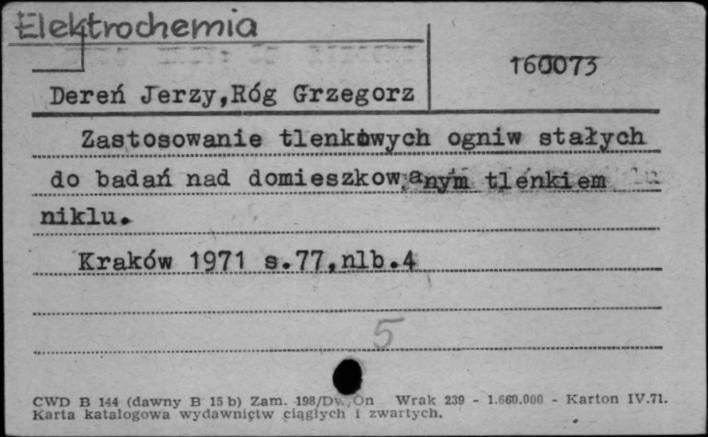 Elektrochemia
160073
Dereń Jerzy,Róg Grzegorz
Zastosowanie tlenkowych ogniw stałych
do badań nad domieszkowanym tlenkiem
niklu.
Kraków 1971 s.77,nlb.4
5
CWD B 144 (dawny B 15 b) Zam. 198/Dw/On Wrak 239 - 1.660.000 - Karton IV.71.
Karta katalogowa wydawnictw ciągłych i zwartych.